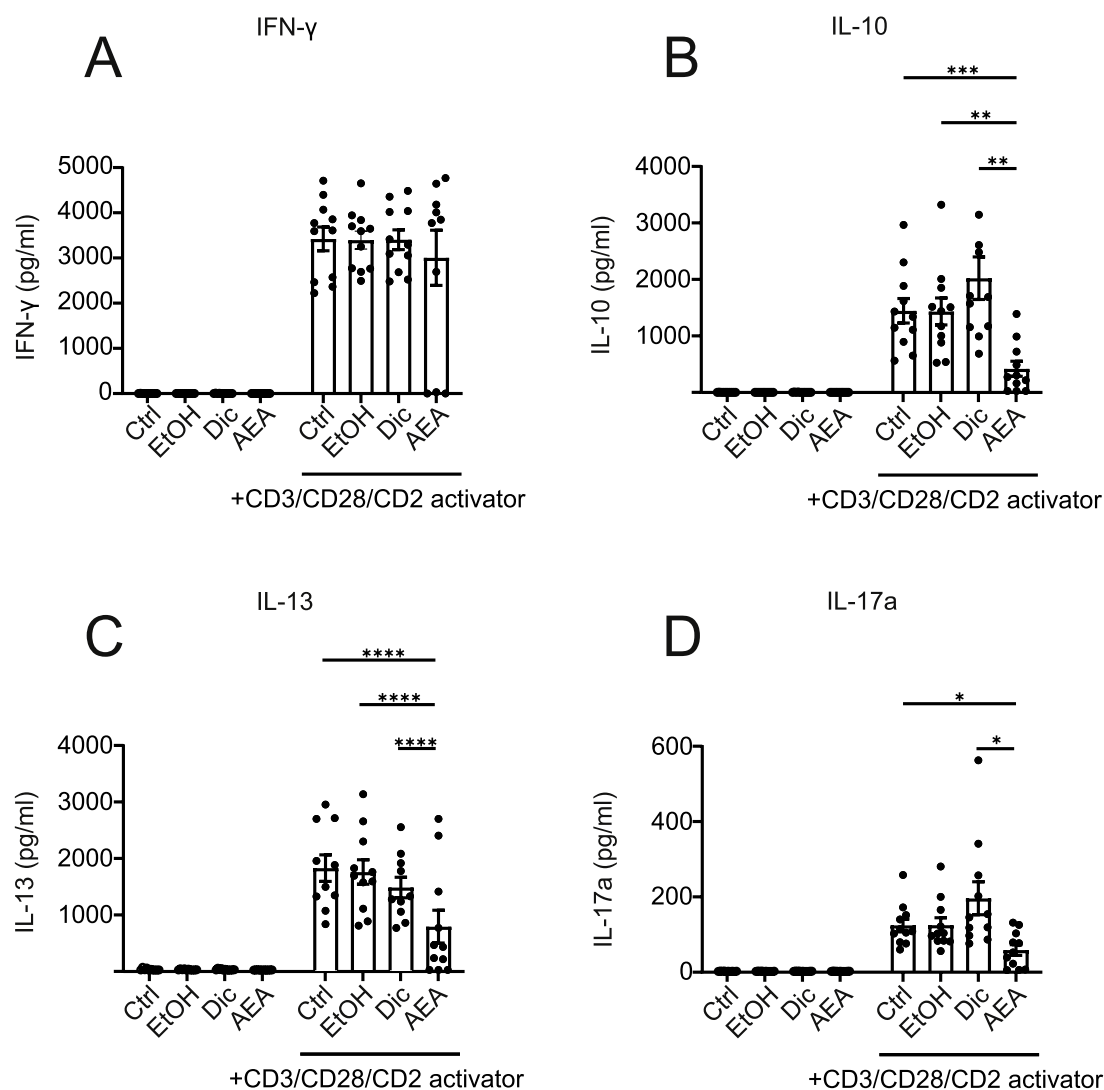 IFN-γ
A
IFN-γ (pg/ml)
5000
4000
3000
2000
1000
0
Ctrl
EtOH
Dic
AEA
Ctrl
EtOH
Dic
AEA
+CD3/CD28/CD2 activator
IL-10
B
***
**
**
IL-10 (pg/ml)
4000
3000
2000
1000
Ctrl
EtOH
Dic
AEA
Ctrl
EtOH
Dic
AEA
+CD3/CD28/CD2 activator
IL-13
C
****
****
****
IL-13 (pg/ml)
4000
3000
2000
1000
Ctrl
EtOH
Dic
AEA
Ctrl
EtOH
Dic
AEA
+CD3/CD28/CD2 activator
IL-17a
D
*
*
IL-17a (pg/ml)
600
400
200
0
Ctrl
EtOH
Dic
AEA
Ctrl
EtOH
Dic
AEA
+CD3/CD28/CD2 activator